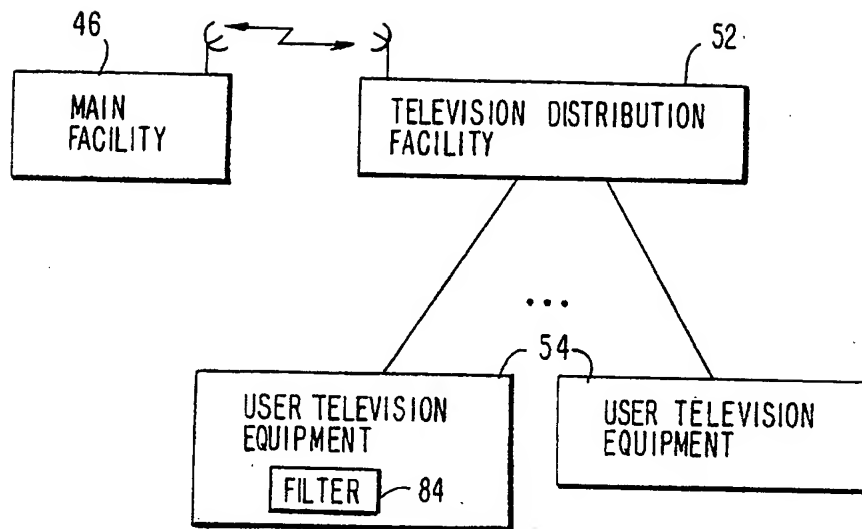 46
52
MAIN
FACILITY
TELEVISION DISTRIBUTION
FACILITY
...
54
USER TELEVISION
EQUIPMENT
FILTER
84
USER TELEVISION
EQUIPMENT